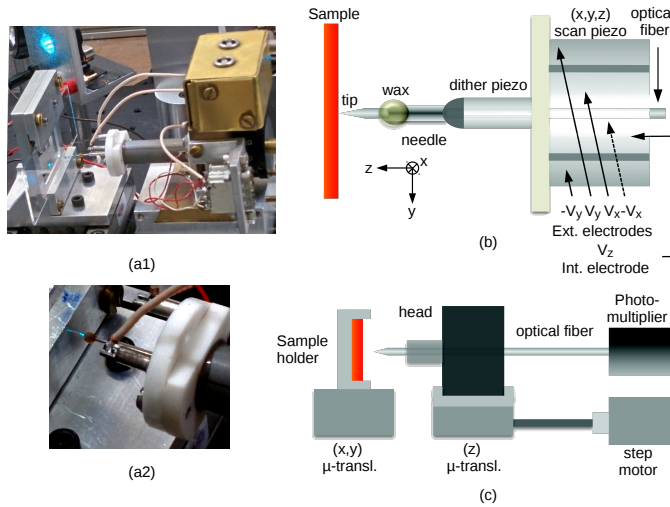 Sample
(x,y,z)
scan piezo
optical
fiber
tip
wax
needle
dither piezo
z
x
y
-Vy Vy Vx-Vx
Ext. electrodes
Vz
Int. electrode
(b)
(a1)
(a2)
Sample
holder
head
optical fiber
Photo-
multiplier
(x,y)
μ-transl.
(z)
μ-transl.
step
motor
(c)